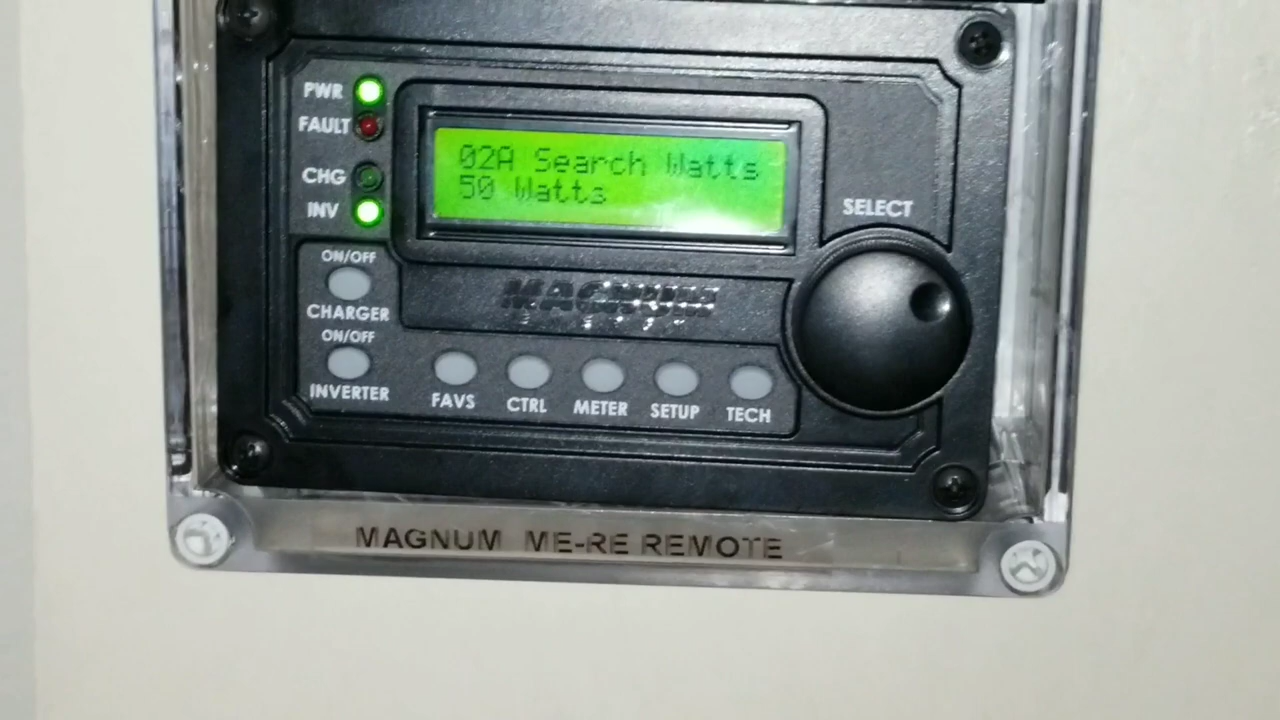 PWR
FAULT
CHG
INV
02A Search Watts
50 Watts
SELECT
ON/OFF
CHARGER
ON/OFF
INVERTER
MAGNUM
FAVS
CTRL
METER
SETUP
TECH
MAGNUM ME-RE REMOTE